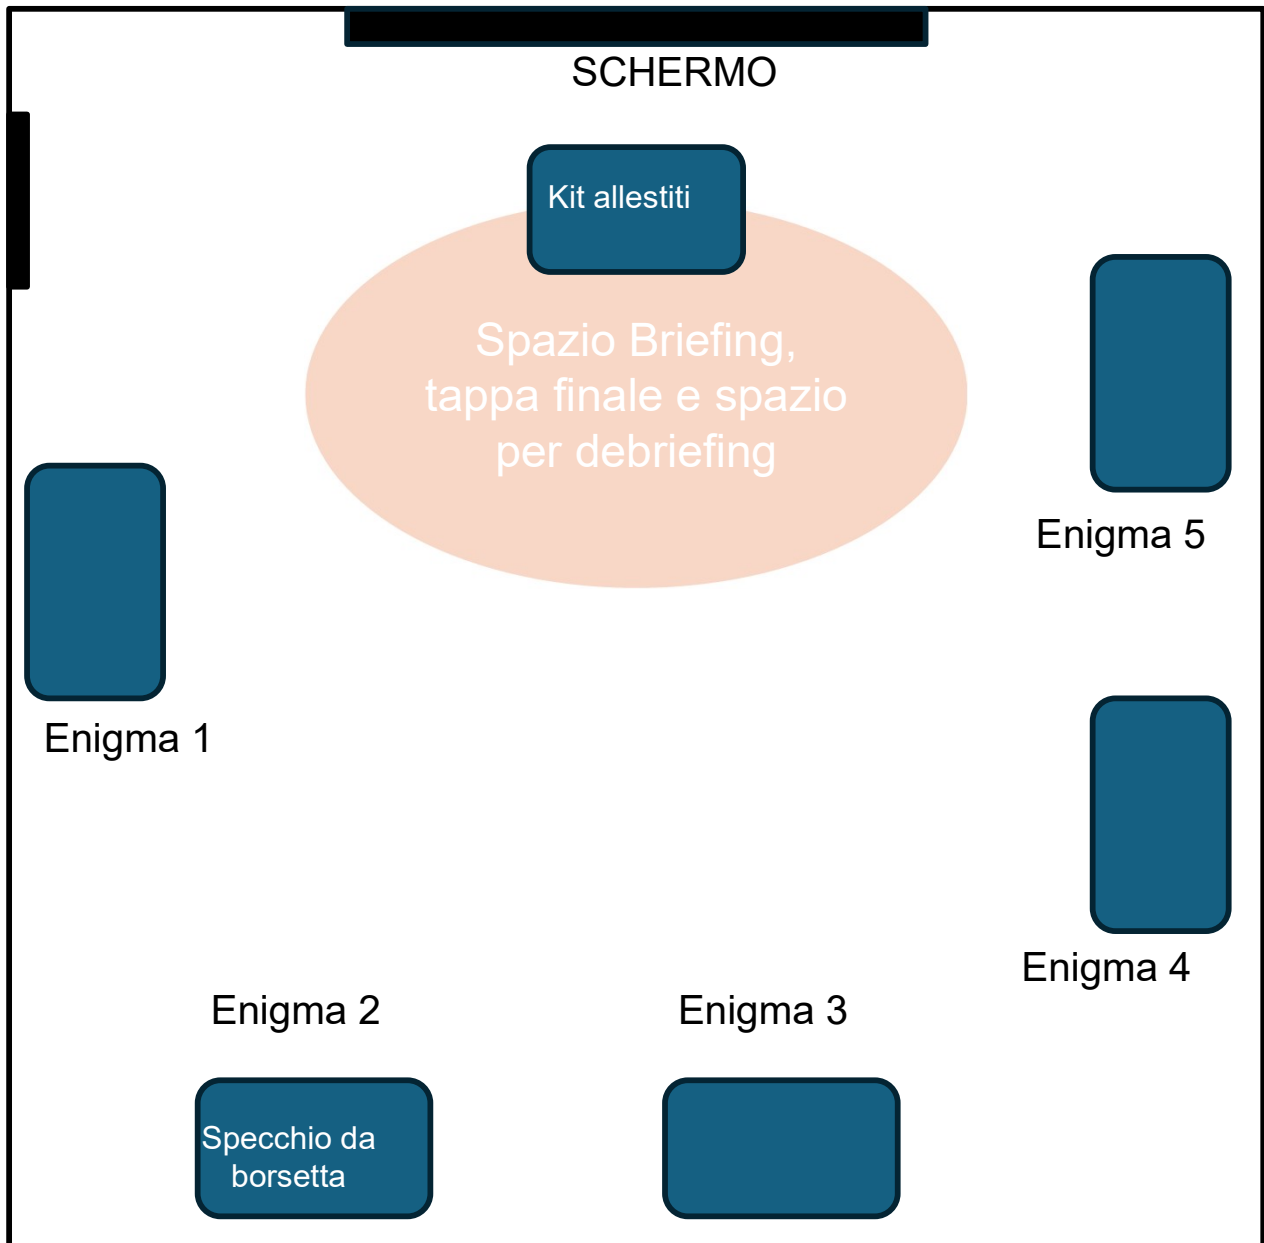 SCHERMO
Kit allestiti
Spazio Briefing,
tappa finale e spazio
per debriefing
Enigma 5
Enigma 1
Enigma 4
Enigma 2
Enigma 3
Specchio da
borsetta